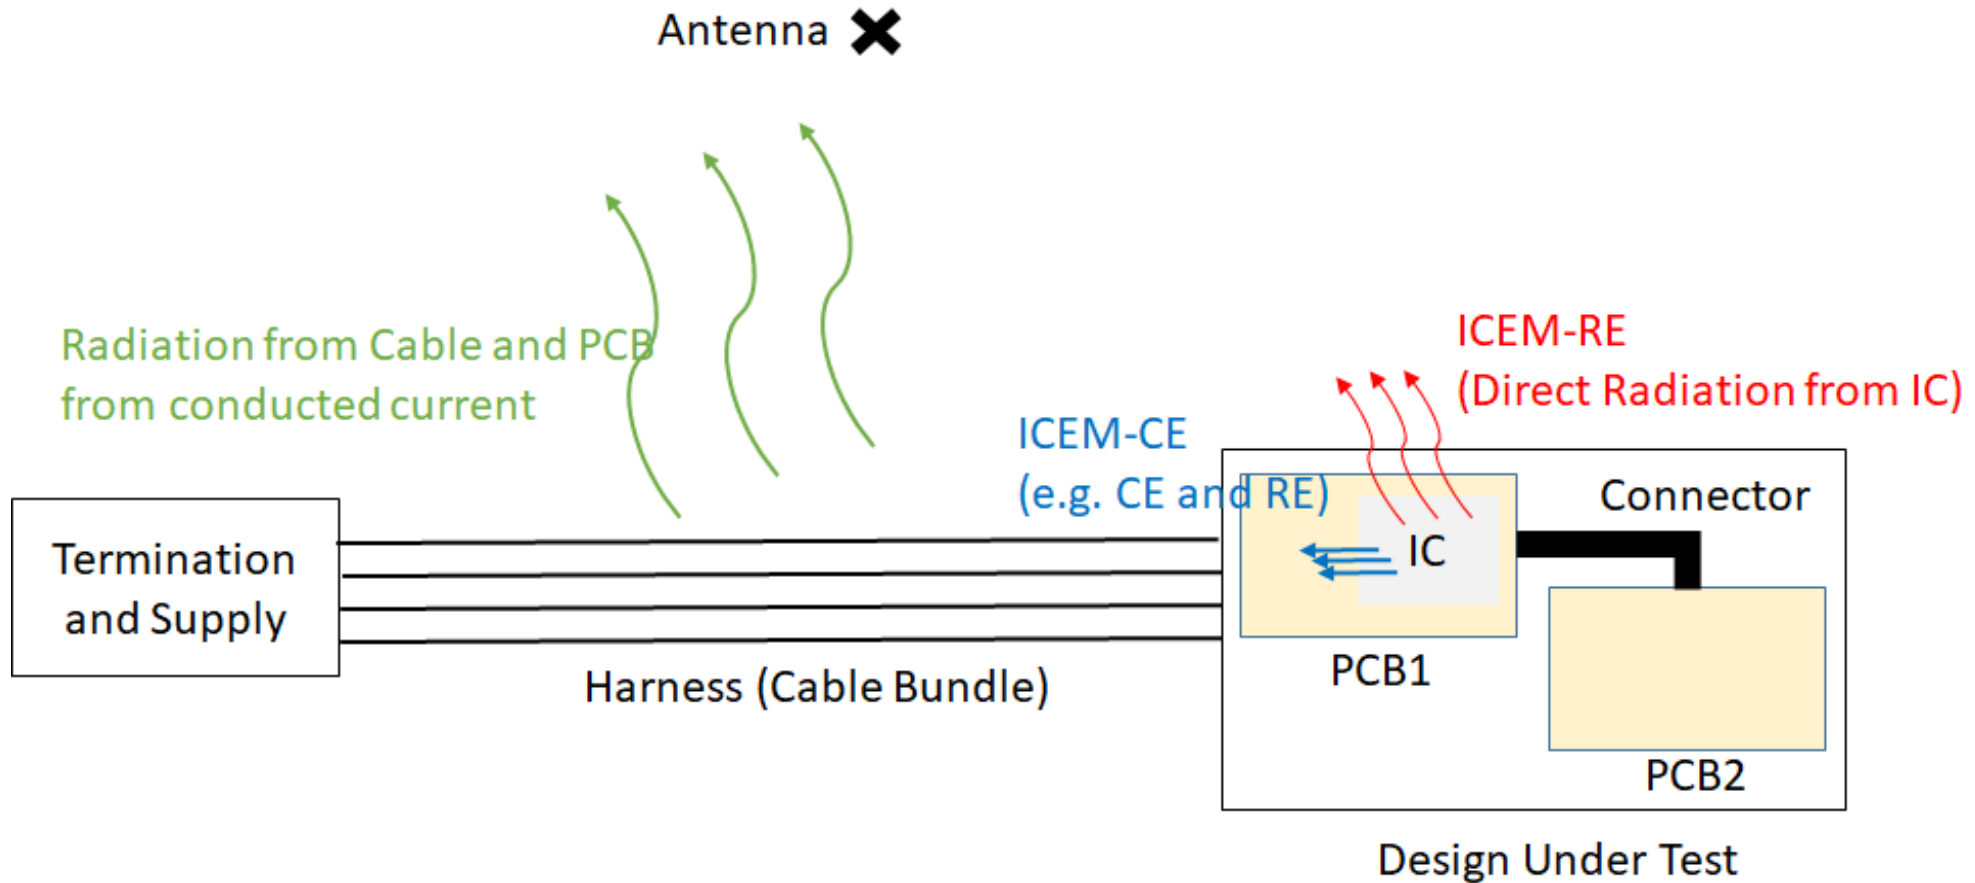 Antenna
Radiation from Cable and PCB
from conducted current
ICEM-RE
(Direct Radiation from IC)
ICEM-CE
(e.g. CE and RE)
Connector
IC
Termination
and Supply
Harness (Cable Bundle)
PCB1
PCB2
Design Under Test